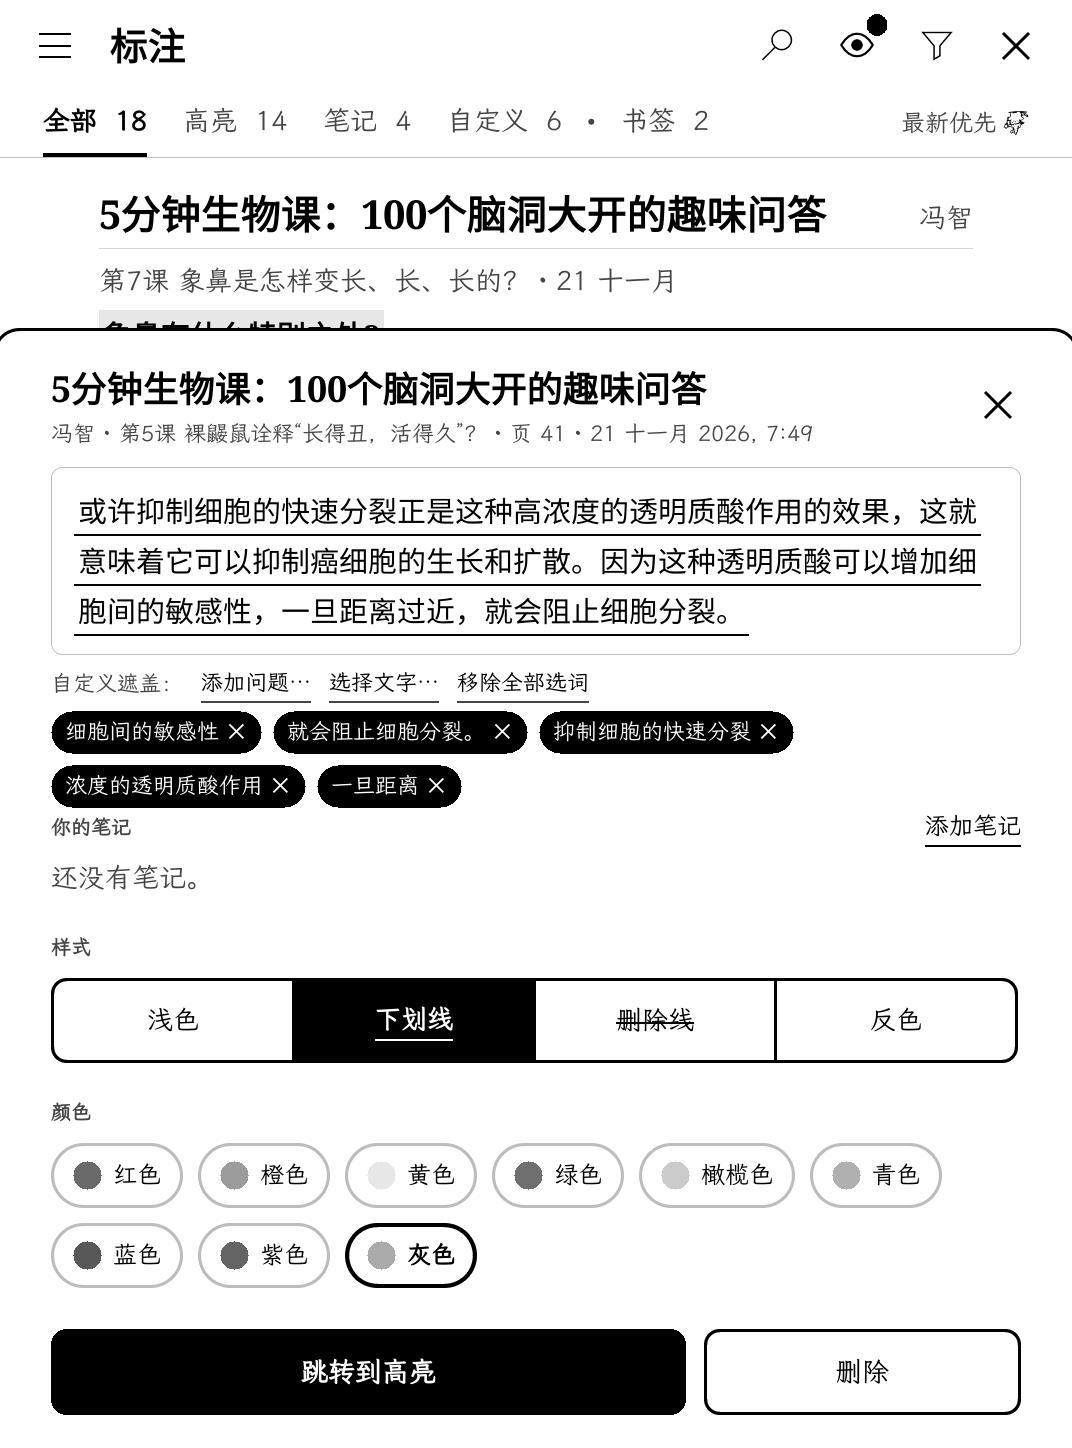 标注
全部 18 高亮 14 笔记 4 自定义 6 • 书签 2 最新优先
5分钟生物课：100个脑洞大开的趣味问答 冯智
第7课 象鼻是怎样变长、长、长的？ · 21 十一月
5分钟生物课：100个脑洞大开的趣味问答
冯智 · 第5课 裸鼹鼠诠释“长得丑，活得久”？ · 页 41 · 21 十一月 2026, 7:49
或许抑制细胞的快速分裂正是这种高浓度的透明质酸作用的效果，这就
意味着它可以抑制癌细胞的生长和扩散。因为这种透明质酸可以增加细
胞间的敏感性，一旦距离过近，就会阻止细胞分裂。
自定义遮盖： 添加问题… 选择文字… 移除全部选词
细胞间的敏感性 就会阻止细胞分裂。 抑制细胞的快速分裂
浓度的透明质酸作用 一旦距离
你的笔记 添加笔记
还没有笔记。
样式
浅色 下划线 删除线 反色
颜色
红色 橙色 黄色 绿色 橄榄色 青色
蓝色 紫色 灰色
跳转到高亮 删除